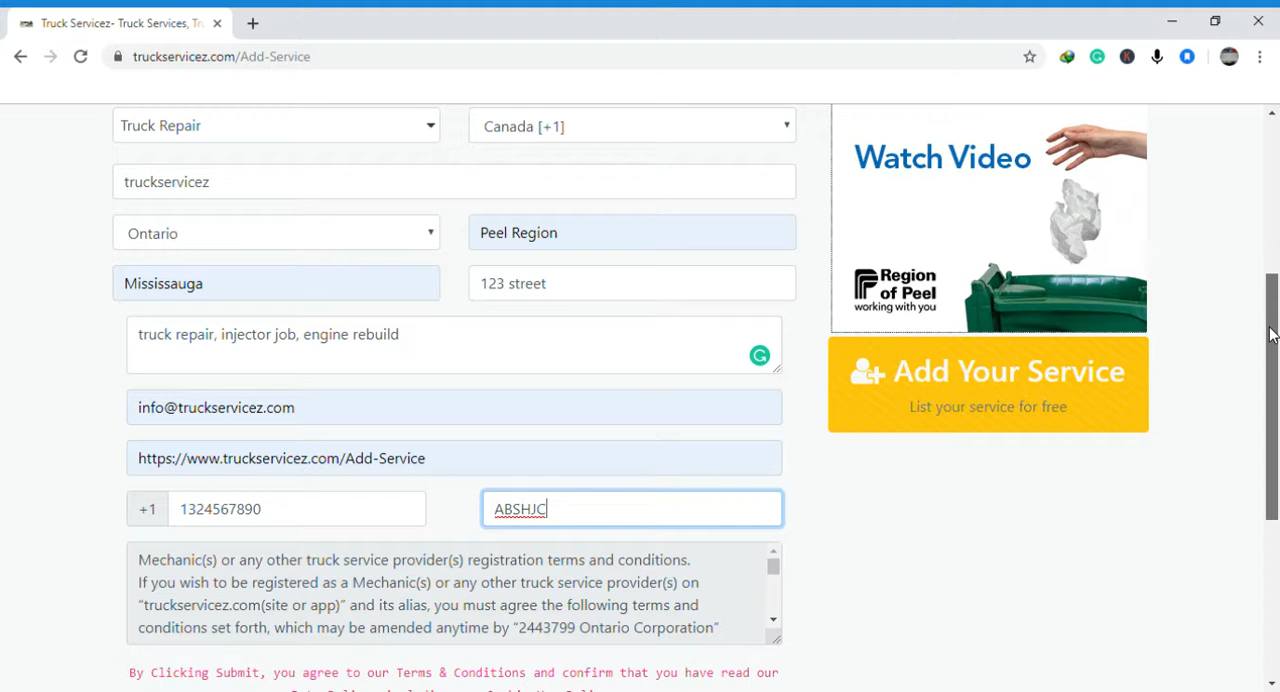 Truck Servicez- Truck Services, Tr
truckservicez.com/Add-Service
Truck Repair
Canada [+1]
truckservicez
Ontario
Peel Region
Mississauga
123 street
truck repair, injector job, engine rebuild
info@truckservicez.com
https://www.truckservicez.com/Add-Service
+1
1324567890
ABSHJC
Mechanic(s) or any other truck service provider(s) registration terms and conditions.
If you wish to be registered as a Mechanic(s) or any other truck service provider(s) on
“truckservicez.com(site or app)” and its alias, you must agree the following terms and
conditions set forth, which may be amended anytime by “2443799 Ontario Corporation”
By Clicking Submit, you agree to our Terms & Conditions and confirm that you have read our
Watch Video
Region
of Peel
working with you
Add Your Service
List your service for free